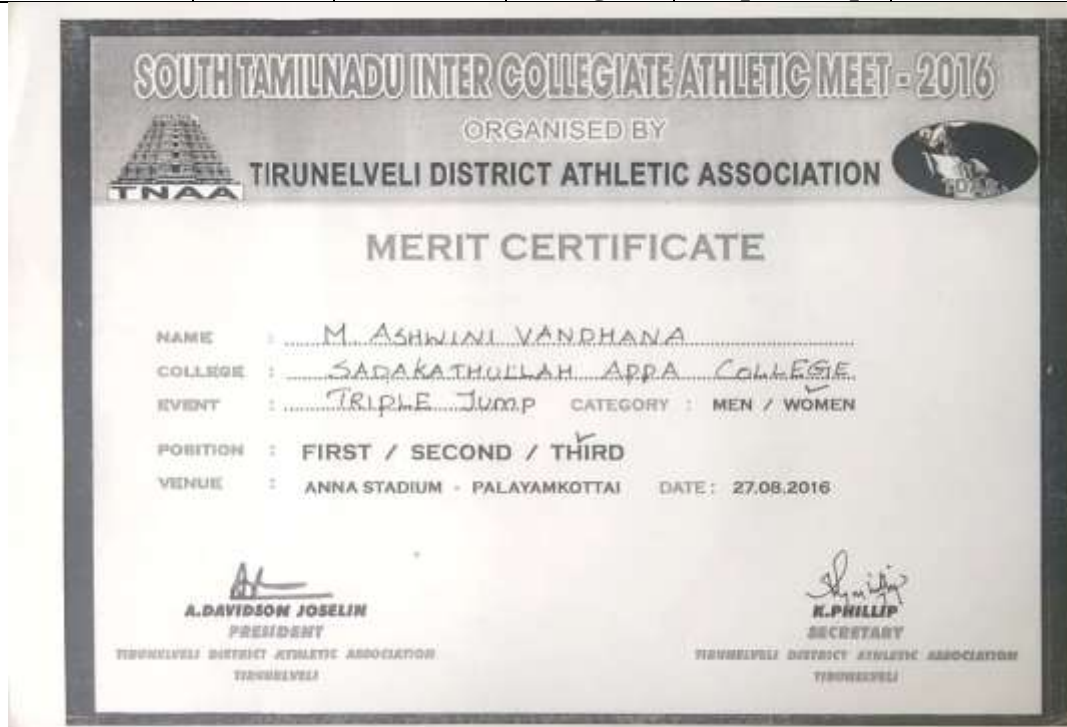 SOUTH TAMILNADU INTER COLLEGIATE ATHLETIC MEET - 2016
ORGANISED BY
TNAA
TIRUNELVELI DISTRICT ATHLETIC ASSOCIATION
MERIT CERTIFICATE
NAME : M. ASHWINI VANDHANA
COLLEGE : SADAKATHULLAH APPA COLLEGE
EVENT : TRIPLE JUMP CATEGORY : MEN / WOMEN
POSITION : FIRST / SECOND / THIRD
VENUE : ANNA STADIUM - PALAYAMKOTTAI DATE : 27.08.2016
A.DAVIDSON JOSELIN
PRESIDENT
TIRUNELVELI DISTRICT ATHLETIC ASSOCIATION
TIRUNELVELI
K.PHILLIP
SECRETARY
TIRUNELVELI DISTRICT ATHLETIC ASSOCIATION
TIRUNELVELI